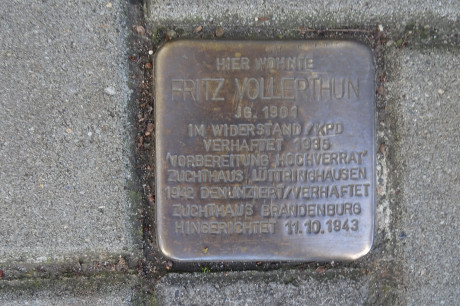 HIER WOHNTE
FRITZ VOLLERTHUN
JG. 1904
IM WIDERSTAND / KPD
VERHAFTET 1935
'VORBEREITUNG HOCHVERRAT'
ZUCHTHAUS LÜTTRINGHAUSEN
1942 DENUNZIERT/VERHAFTET
ZUCHTHAUS BRANDENBURG
HINGERICHTET 11.10.1943